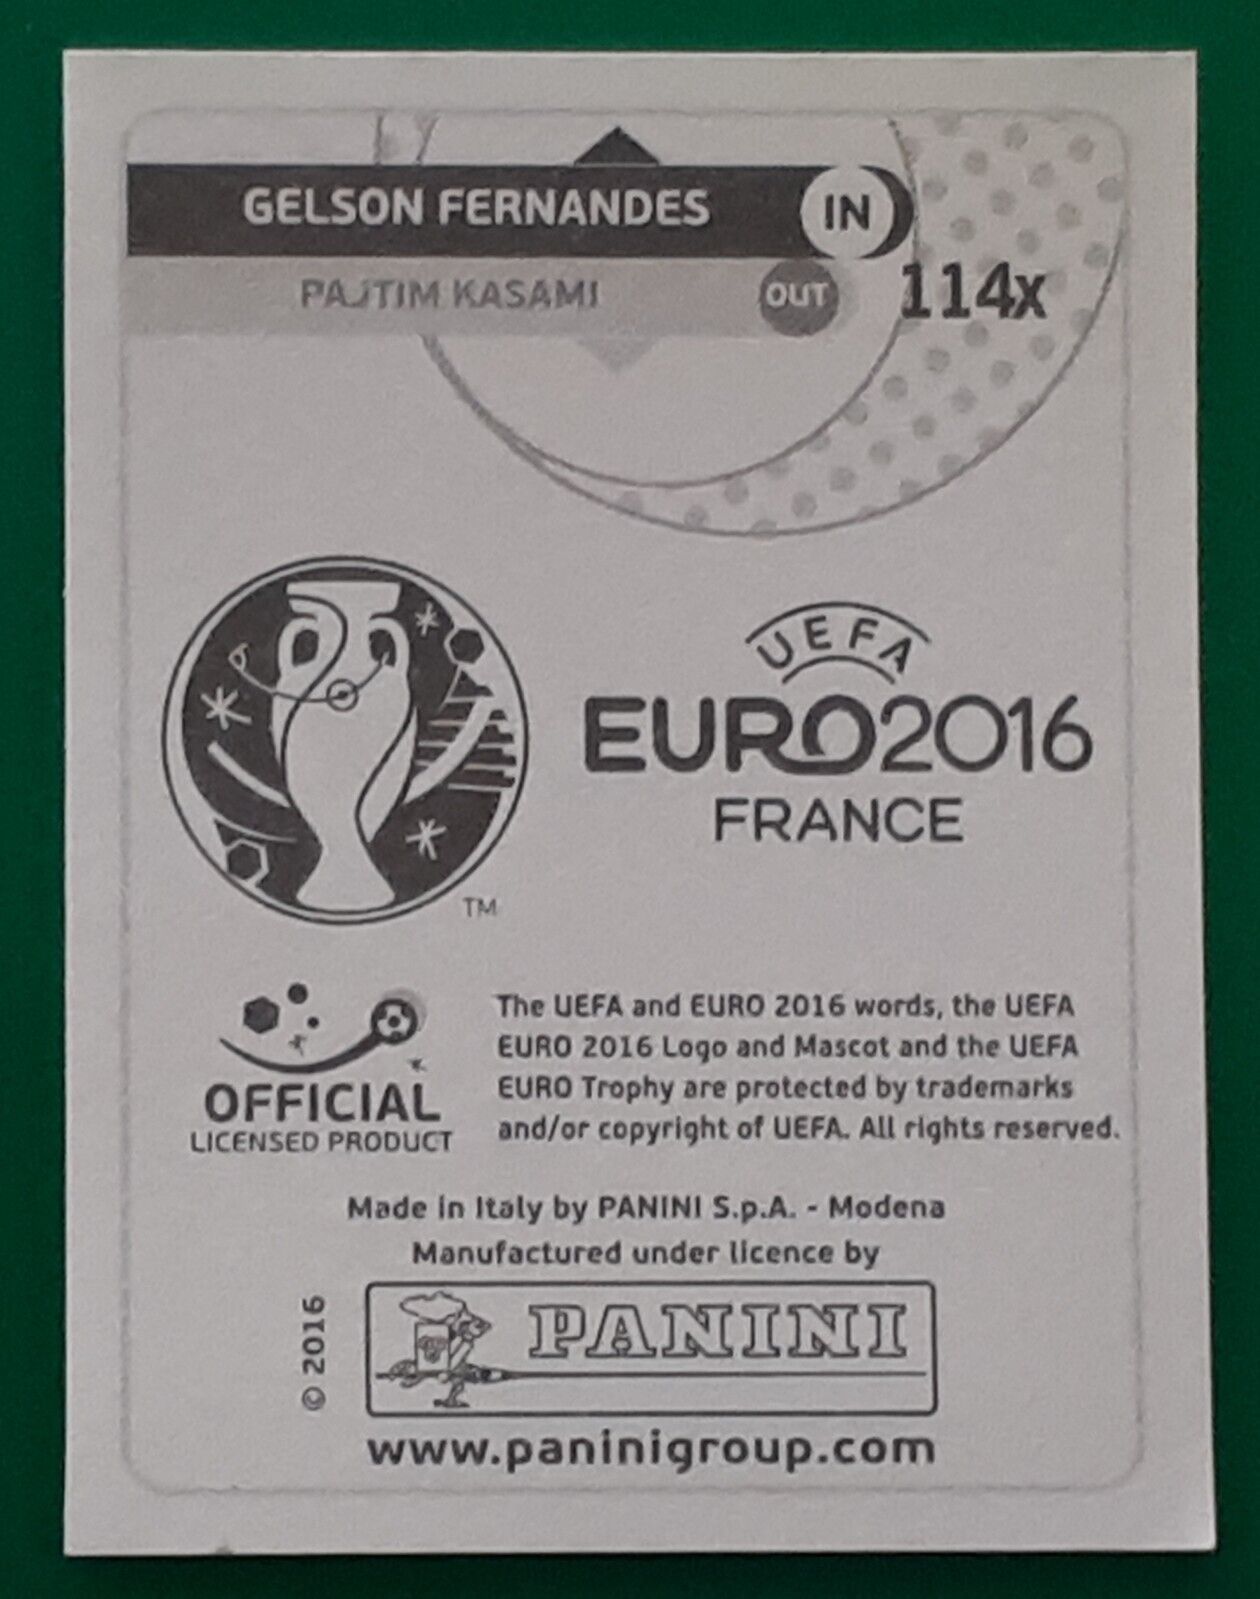 GELSON FERNANDES IN
PAJTIM KASAMI OUT 114x
UEFA
EURO2016
FRANCE
TM
OFFICIAL
LICENSED PRODUCT
The UEFA and EURO 2016 words, the UEFA
EURO 2016 Logo and Mascot and the UEFA
EURO Trophy are protected by trademarks
and/or copyright of UEFA. All rights reserved.
Made in Italy by PANINI S.p.A. - Modena
Manufactured under licence by
© 2016
PANINI
www.paninigroup.com